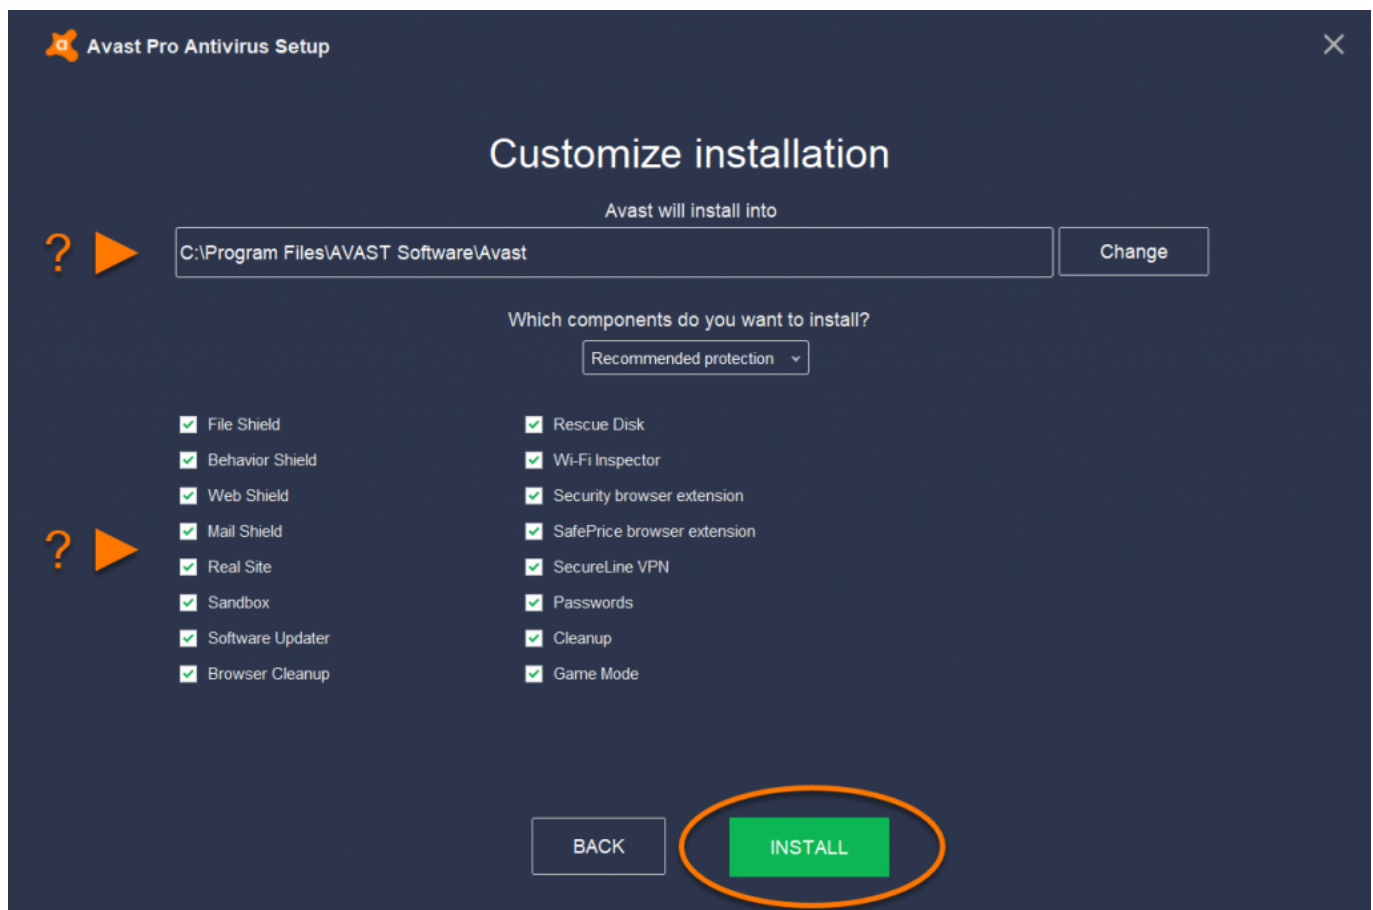 Avast Pro Antivirus Setup
Customize installation
Avast will install into
? C:\Program Files\AVAST Software\Avast Change
Which components do you want to install?
Recommended protection
File Shield Rescue Disk
Behavior Shield Wi-Fi Inspector
Web Shield Security browser extension
Mail Shield SafePrice browser extension
?
Real Site SecureLine VPN
Sandbox Passwords
Software Updater Cleanup
Browser Cleanup Game Mode
BACK INSTALL